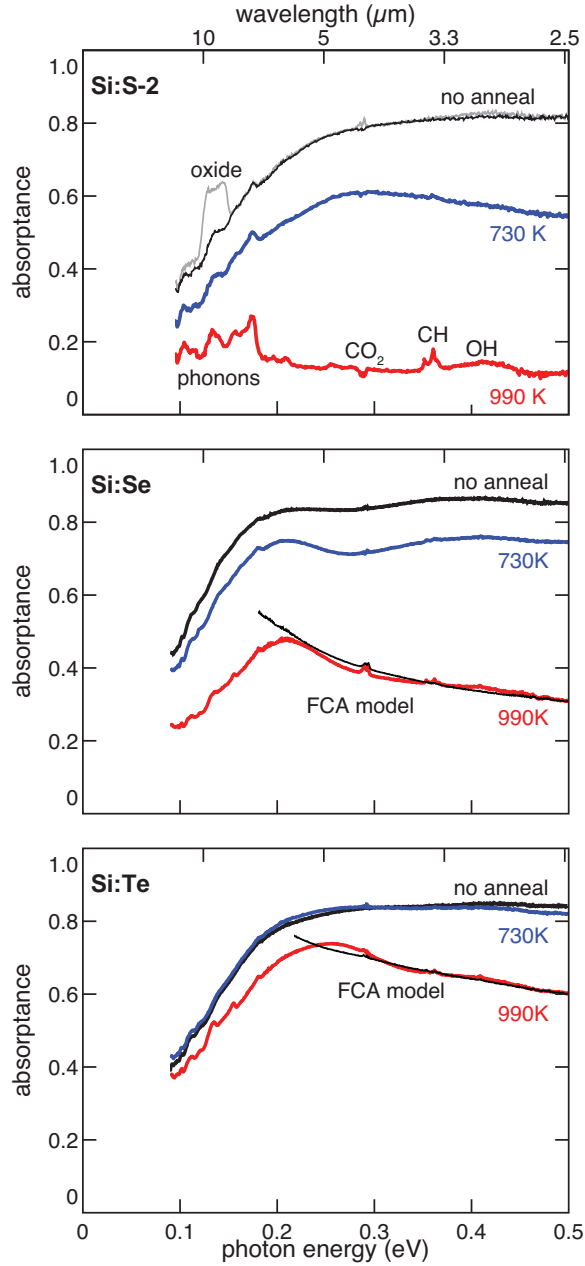 wavelength (μm)
10 5 3.3 2.5
1.0
Si:S-2
no anneal
0.8
oxide
0.6
730 K
absorptance
0.4
0.2
CO2 CH OH
phonons
990 K
0
1.0
Si:Se
no anneal
0.8
730K
0.6
absorptance
0.4
FCA model
990K
0.2
0
1.0
Si:Te
no anneal
0.8
730K
FCA model
0.6
990K
absorptance
0.4
0.2
0
0 0.1 0.2 0.3 0.4 0.5
photon energy (eV)